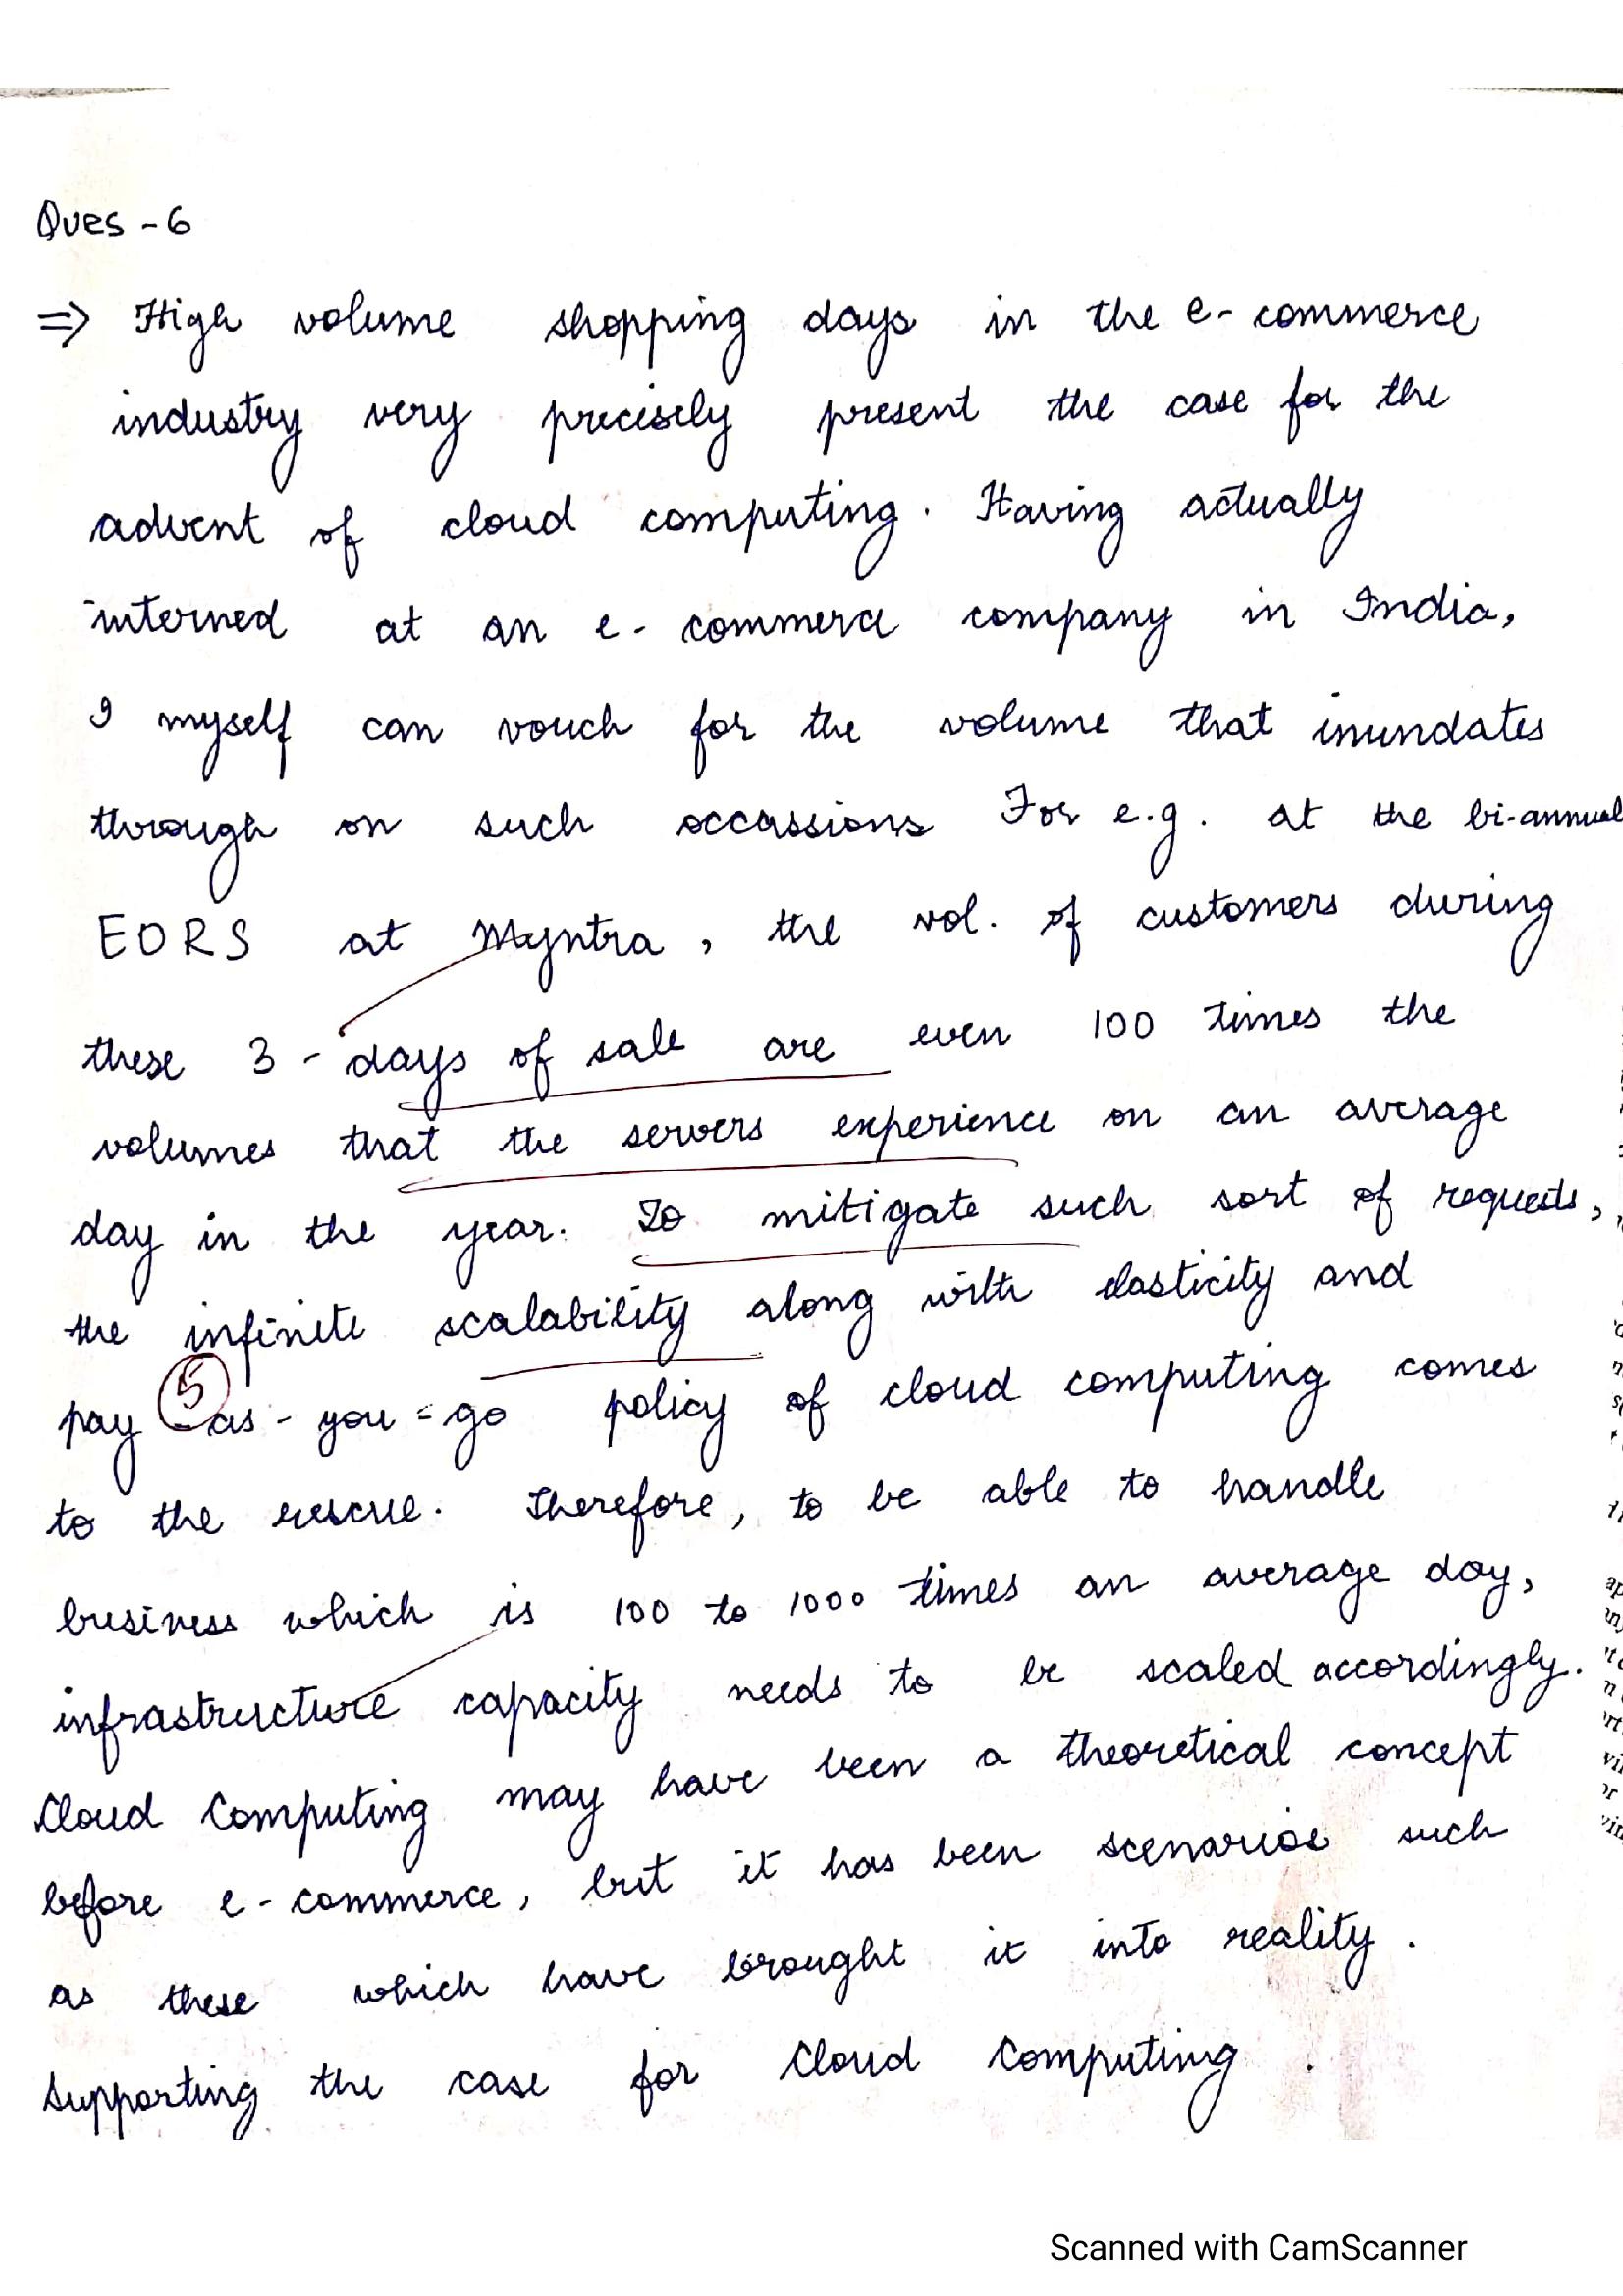 Ques - 6
⇒ High volume shopping days in the e-commerce
industry very precisely present the case for the
advent of cloud computing. Having actually
interned at an e-commerce company in India,
I myself can vouch for the volume that inundates
through on such occassions For e.g. at the bi-annual
EORS at Myntra, the vol. of customers during
these 3-days of sale are even 100 times the
volumes that the servers experience on an average
day in the year. To mitigate such sort of requests,
the infinite scalability along with elasticity and
5
pay-as-you-go policy of cloud computing comes
to the rescue. Therefore, to be able to handle
business which is 100 to 1000 times an average day,
infrastructure capacity needs to be scaled accordingly.
Cloud Computing may have been a theoretical concept
before e-commerce, but it has been scenarios such
as these which have brought it into reality.
Supporting the case for Cloud Computing.
Scanned with CamScanner